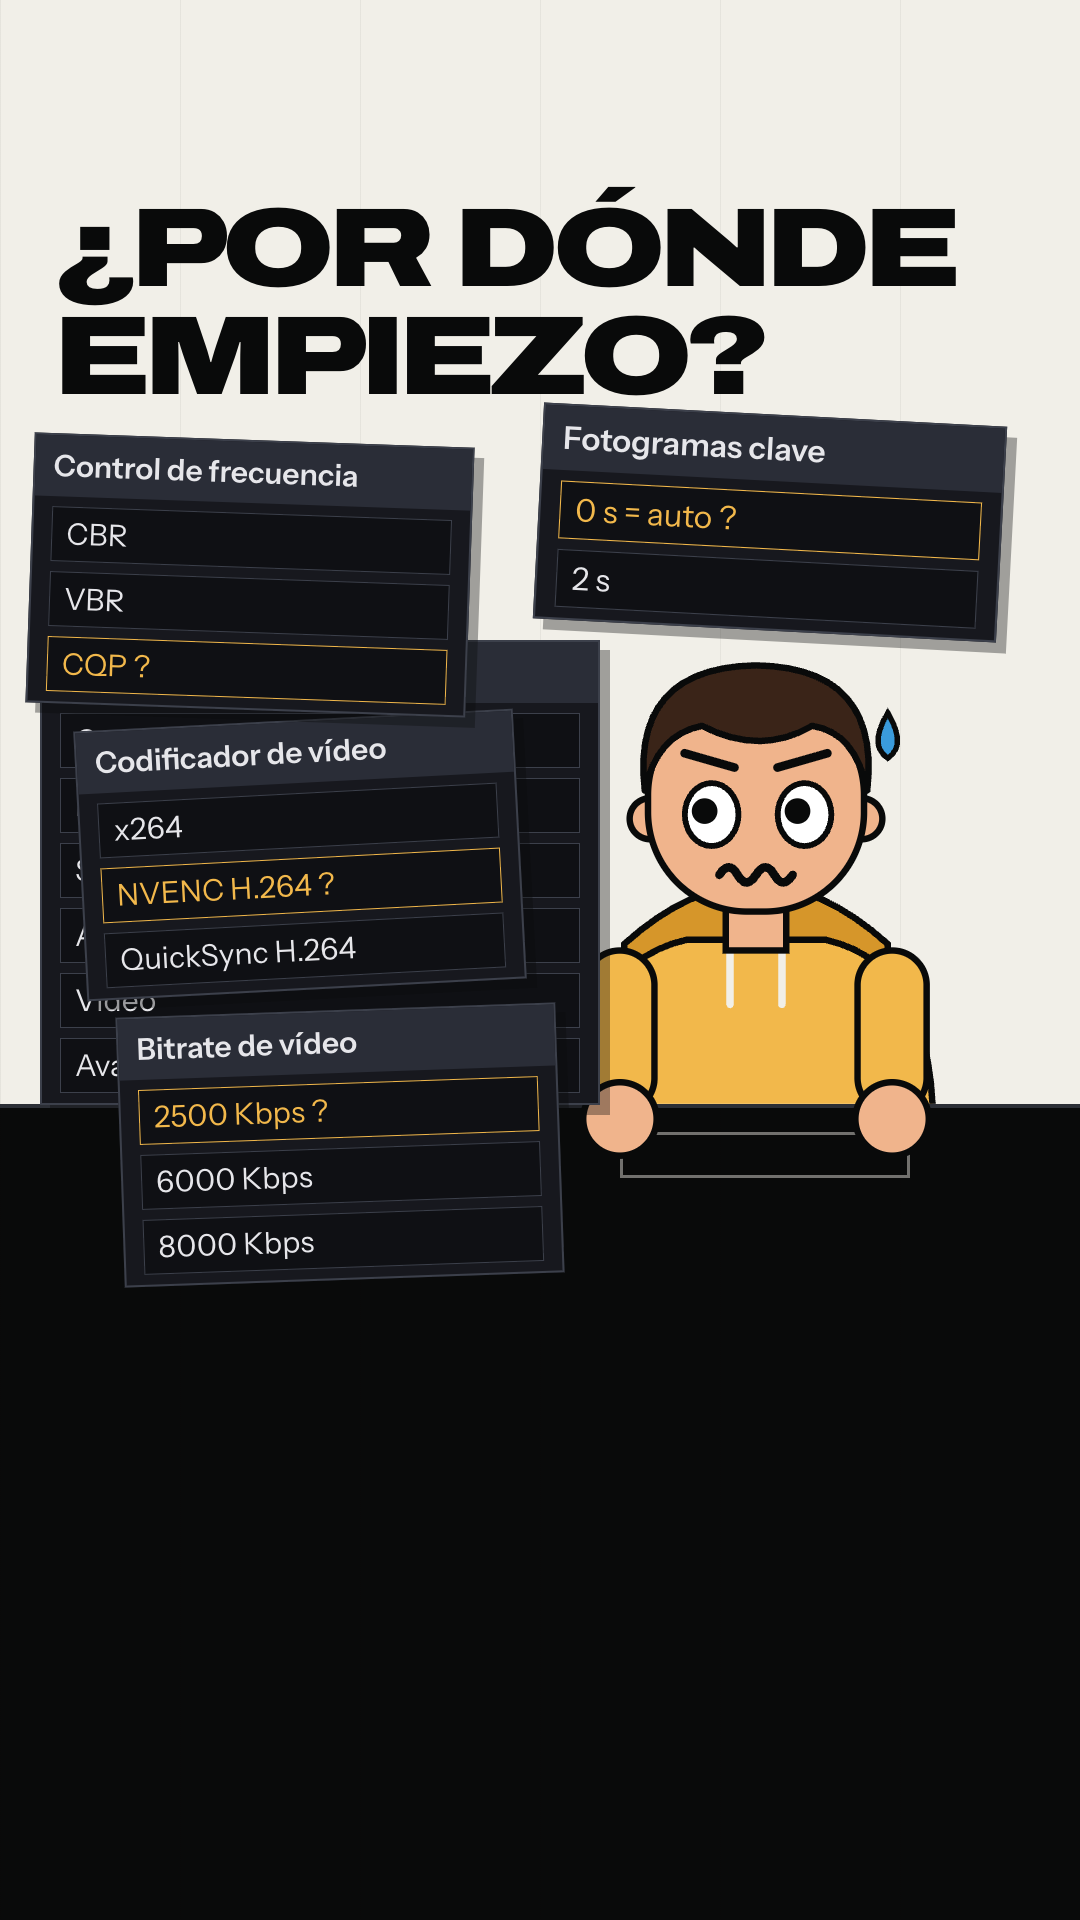 ¿POR DÓNDE
EMPIEZO?
Control de frecuencia
CBR
VBR
CQP ?
Fotogramas clave
0 s = auto ?
2 s
Codificador de vídeo
x264
NVENC H.264 ?
QuickSync H.264
Vídeo
Bitrate de vídeo
2500 Kbps ?
6000 Kbps
8000 Kbps